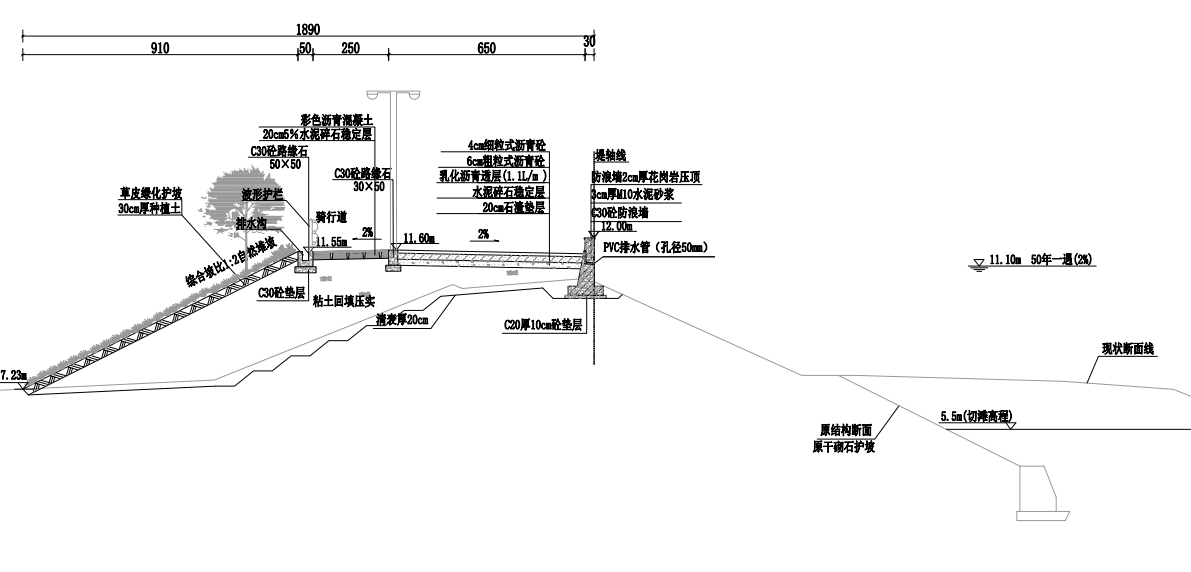 1890
910
50
250
650
30
彩色沥青混凝土
20cm5%水泥碎石稳定层
C30砼路缘石
50×50
C30砼路缘石
30×50
4cm细粒式沥青砼
6cm粗粒式沥青砼
乳化沥青透层(1.1L/m )
水泥碎石稳定层
20cm石渣垫层
堤轴线
防浪墙2cm厚花岗岩压顶
3cm厚M10水泥砂浆
C30砼防浪墙
12.00m
PVC排水管（孔径50mm）
草皮绿化护坡
30cm厚种植土
波形护栏
排水沟
骑行道
11.55m
2%
11.60m
2%
综合坡比1:2自然堆坡
C30砼垫层
粘土回填压实
清表厚20cm
C20厚10cm砼垫层
11.10m 50年一遇(2%)
7.23m
现状断面线
5.5m(切滩高程)
原结构断面
原干砌石护坡